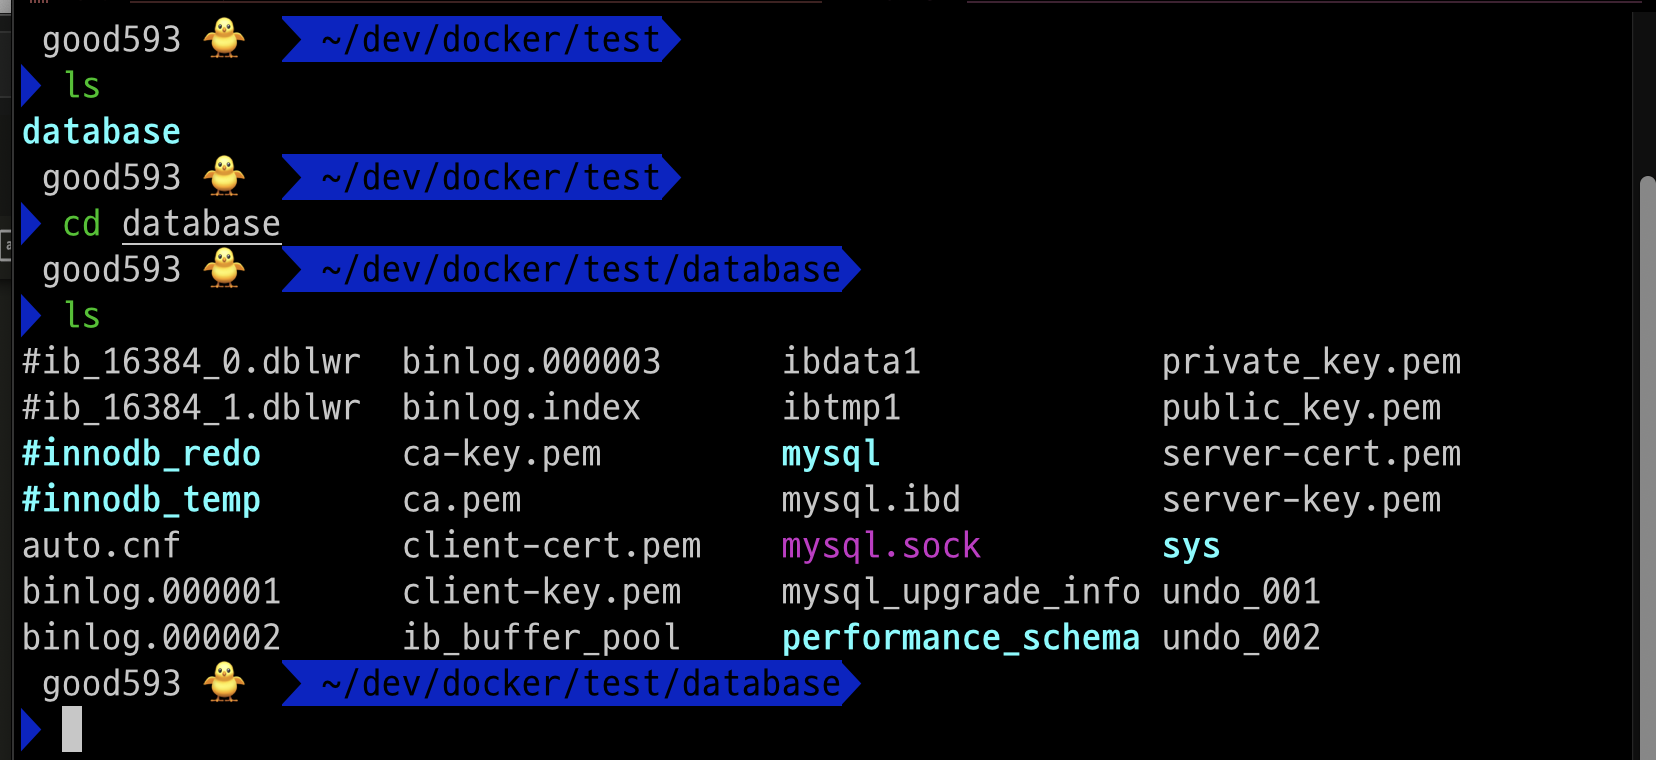 good593 🐥 ~/dev/docker/test
ls
database
good593 🐥 ~/dev/docker/test
cd database
good593 🐥 ~/dev/docker/test/database
ls
#ib_16384_0.dblwr binlog.000003 ibdata1 private_key.pem
#ib_16384_1.dblwr binlog.index ibtmp1 public_key.pem
#innodb_redo ca-key.pem mysql server-cert.pem
#innodb_temp ca.pem mysql.ibd server-key.pem
auto.cnf client-cert.pem mysql.sock sys
binlog.000001 client-key.pem mysql_upgrade_info undo_001
binlog.000002 ib_buffer_pool performance_schema undo_002
good593 🐥 ~/dev/docker/test/database